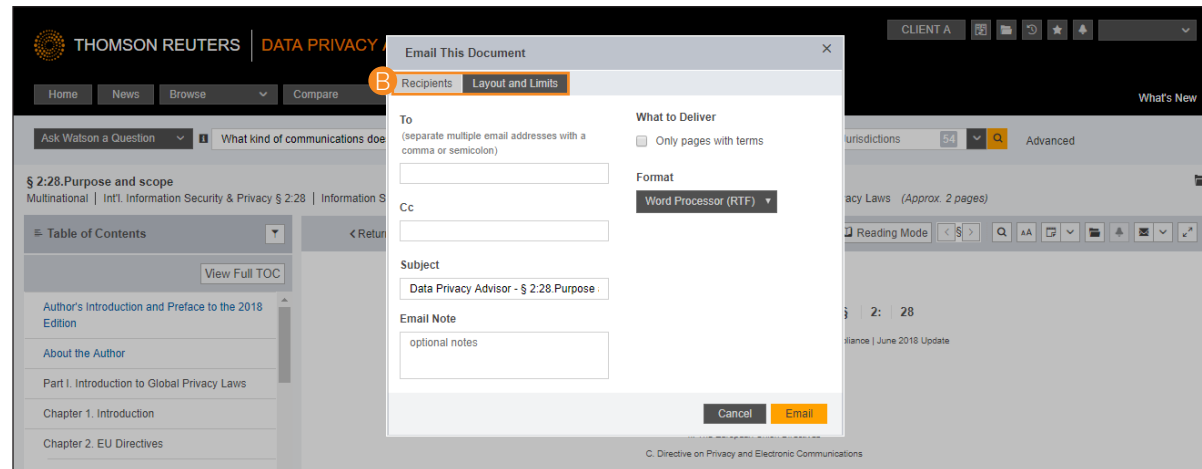 CLIENT A
THOMSON REUTERS DATA PRIVACY
Home News Browse Compare
What's New
Email This Document
B
Recipients Layout and Limits
Ask Watson a Question What kind of communications doe
urisdictions 54 Advanced
To
(separate multiple email addresses with a
comma or semicolon)
Cc
Subject
Data Privacy Advisor - § 2:28.Purpose
Email Note
optional notes
What to Deliver
Only pages with terms
Format
Word Processor (RTF)
Cancel Email
§ 2:28.Purpose and scope
Multinational Int'l. Information Security & Privacy § 2:28 Information S
acy Laws (Approx. 2 pages)
Table of Contents
Retur
Reading Mode < § >
View Full TOC
Author's Introduction and Preface to the 2018
Edition
About the Author
Part I. Introduction to Global Privacy Laws
Chapter 1. Introduction
Chapter 2. EU Directives
§ 2: 28
pliance | June 2018 Update
C. Directive on Privacy and Electronic Communications